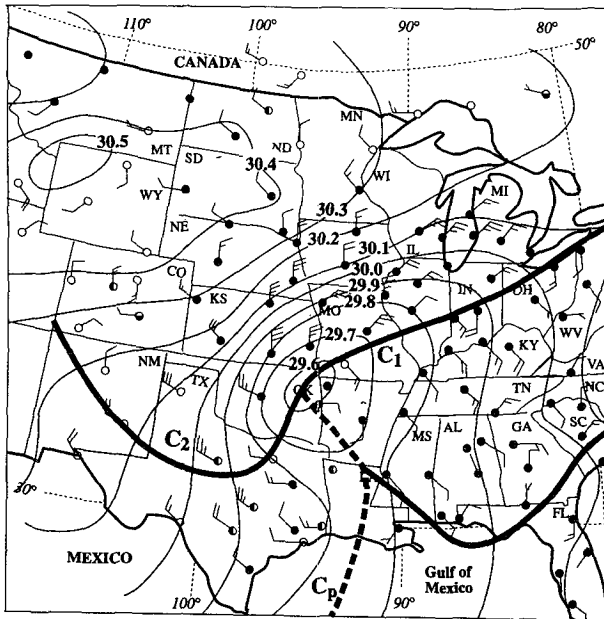 110°
100°
90°
80°
50°
CANADA
MN
30.5
MT
SD
ND
30.4
WI
MI
WY
30.3
NE
30.2
30.1
IL
30.0
CO
29.9
IN
OH
KS
MO
29.8
29.7
WV
C1
KY
NM
TX
29.6
VA
TN
NC
C2
MS
AL
GA
SC
30°
FL
MEXICO
Cp
Gulf of
Mexico
100°
90°